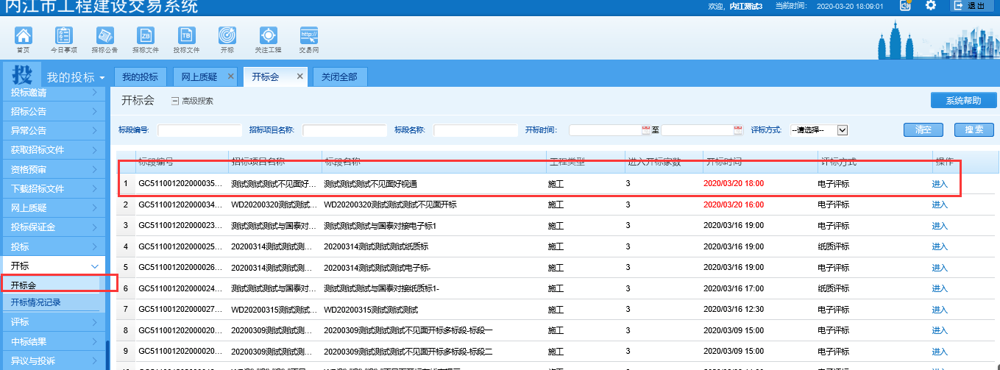 内江市工程建设交易系统
欢迎, 内江测试3 当前时间: 2020-03-20 18:09:01 退出
首页 今日事项 招标公告 招标文件 投标文件 开标 关注工程 交易网
投 我的投标 我的投标 网上质疑 × 开标会 × 关闭全部
投标邀请
招标公告
异常公告
获取招标文件
资格预审
下载招标文件
网上质疑
投标保证金
投标
开标
开标会
开标情况记录
评标
中标结果
异议与投诉
开标会 高级搜索 系统帮助
标段编号: 招标项目名称: 标段名称: 开标时间: 至 评标方式: --请选择-- 清空 搜索
标段编号 招标项目名称 标段名称 工程类型 进入开标家数 开标时间 评标方式 操作
1 GC511001202000035... 测试测试测试不见面好... 测试测试测试不见面好视通 施工 3 2020/03/20 18:00 电子评标 进入
2 GC511001202000034... WD20200320测试测试... WD20200320测试测试测试不见面开标 施工 3 2020/03/20 16:00 电子评标 进入
3 GC511001202000023... 测试测试测试与国泰对... 测试测试测试与国泰对接电子标1 施工 3 2020/03/16 19:00 电子评标 进入
4 GC511001202000025... 20200314测试测试测... 20200314测试测试测试纸质标 施工 3 2020/03/16 19:00 纸质评标 进入
5 GC511001202000026... 20200314测试测试测... 20200314测试测试测试电子标- 施工 3 2020/03/16 19:00 电子评标 进入
6 GC511001202000024... 测试测试测试与国泰对... 测试测试测试与国泰对接纸质标1- 施工 3 2020/03/16 17:00 纸质评标 进入
7 GC511001202000027... WD20200315测试测试... WD20200315测试测试测试 施工 3 2020/03/16 12:30 电子评标 进入
8 GC511001202000020... 20200309测试测试测... 20200309测试测试测试不见面开标多标段-标段一 施工 3 2020/03/09 15:00 电子评标 进入
9 GC511001202000020... 20200309测试测试测... 20200309测试测试测试不见面开标多标段-标段二 施工 3 2020/03/09 15:00 电子评标 进入